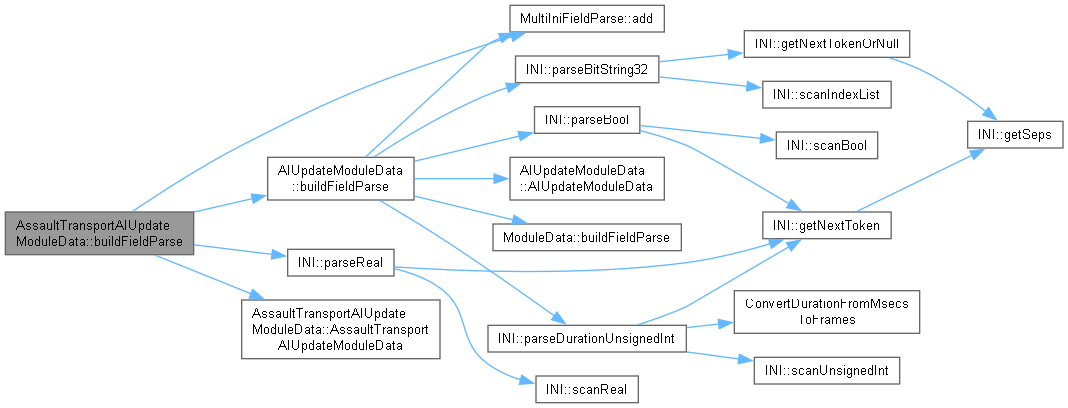 MultiIniFieldParse::add
INI::getNextTokenOrNull
INI::parseBitString32
INI::scanIndexList
INI::parseBool
INI::getSeps
INI::scanBool
AIUpdateModuleData
::buildFieldParse
AIUpdateModuleData
::AIUpdateModuleData
AssaultTransportAIUpdate
ModuleData::buildFieldParse
INI::getNextToken
ModuleData::buildFieldParse
INI::parseReal
ConvertDurationFromMsecs
ToFrames
AssaultTransportAIUpdate
ModuleData::AssaultTransport
AIUpdateModuleData
INI::parseDurationUnsignedInt
INI::scanUnsignedInt
INI::scanReal